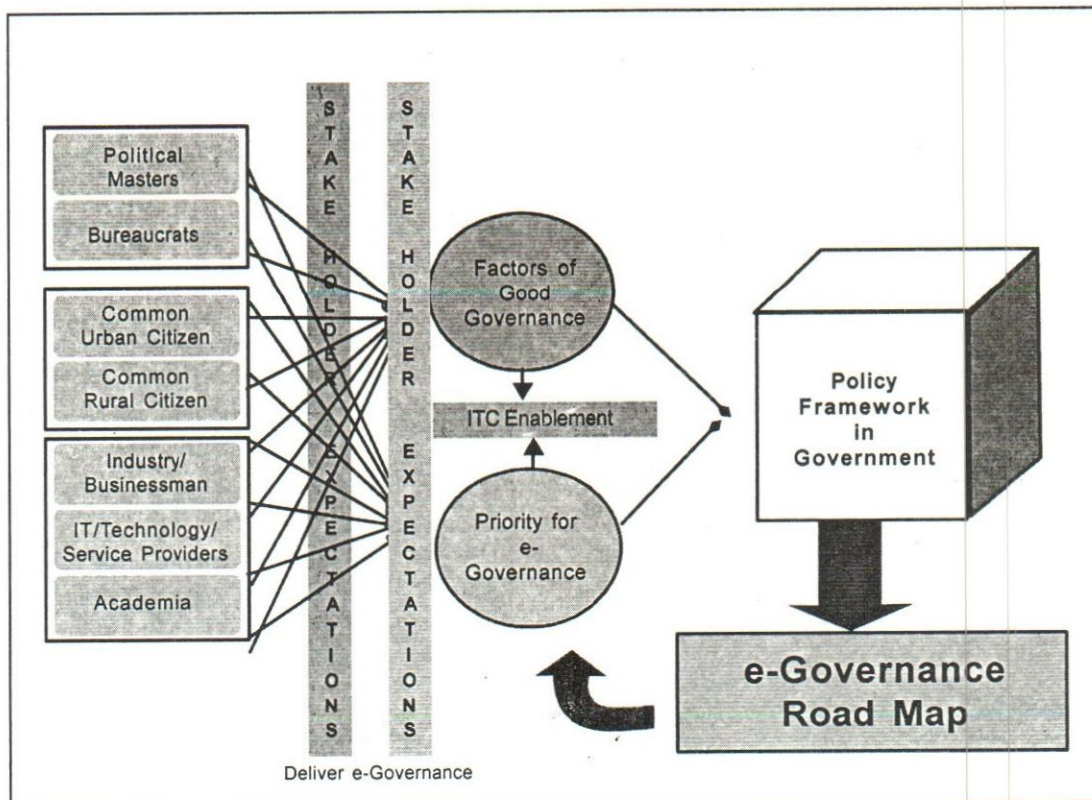 Political
Masters
Bureaucrats
Common
Urban Citizen
Common
Rural Citizen
Industry/
Businessman
IT/Technology/
Service Providers
Academia
STAKE HOLDER EXPECTATIONS
STAKE HOLDER EXPECTATIONS
Deliver e-Governance
Factors of
Good
Governance
ITC Enablement
Priority for
e-
Governance
Policy
Framework
in
Government
e-Governance
Road Map